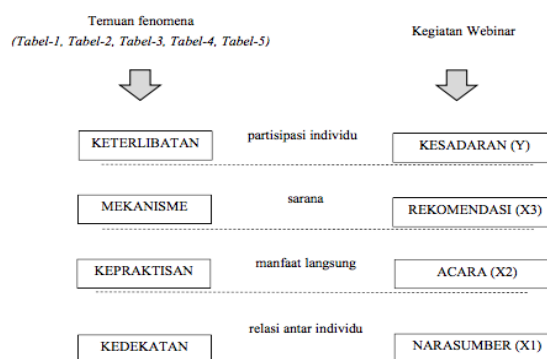 Temuan fenomena
(Tabel-1, Tabel-2, Tabel-3, Tabel-4, Tabel-5)
Kegiatan Webinar
KETERLIBATAN
partisipasi individu
KESADARAN (Y)
MEKANISME
sarana
REKOMENDASI (X3)
KEPRAKTISAN
manfaat langsung
ACARA (X2)
KEDEKATAN
relasi antar individu
NARASUMBER (X1)